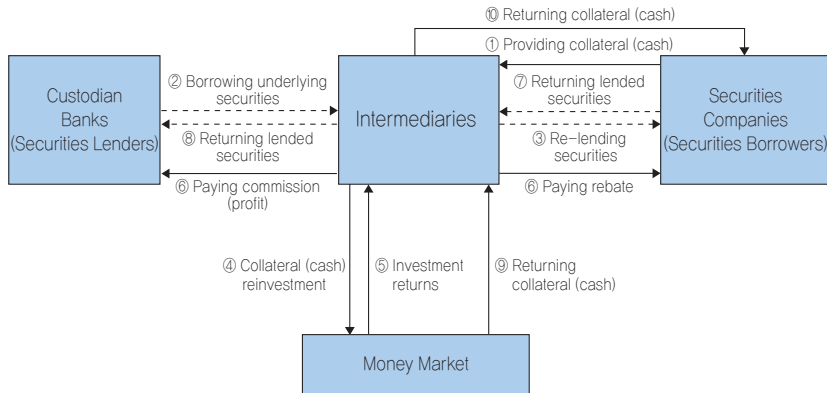 ⑩ Returning collateral (cash)
① Providing collateral (cash)
Custodian
Banks
(Securities Lenders)
② Borrowing underlying
securities
⑧ Returning lended
securities
⑥ Paying commission
(profit)
Intermediaries
⑦ Returning lended
securities
③ Re-lending
securities
⑥ Paying rebate
Securities
Companies
(Securities Borrowers)
④ Collateral (cash)
reinvestment
⑤ Investment
returns
⑨ Returning
collateral (cash)
Money Market